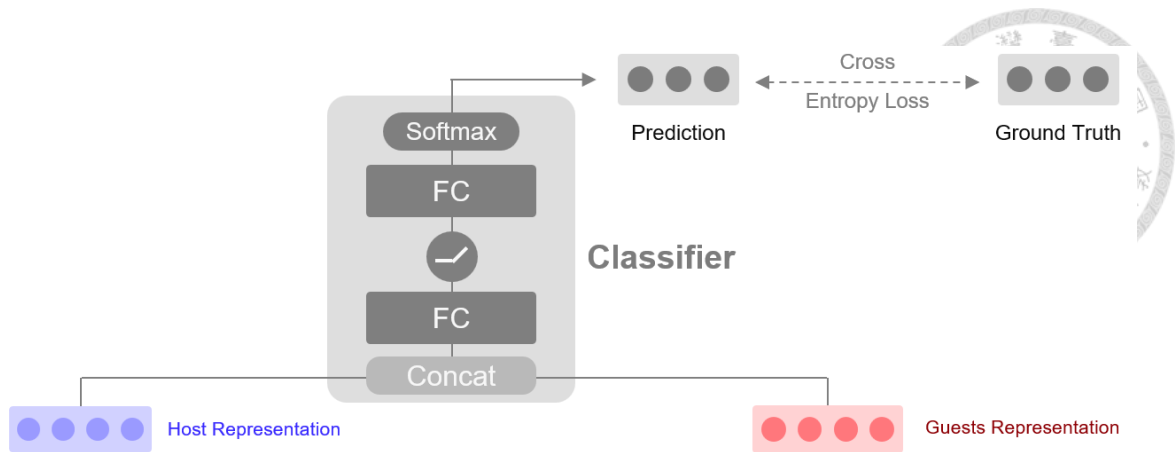 Cross
Entropy Loss
Prediction
Ground Truth
Softmax
FC
Classifier
FC
Concat
Host Representation
Guests Representation